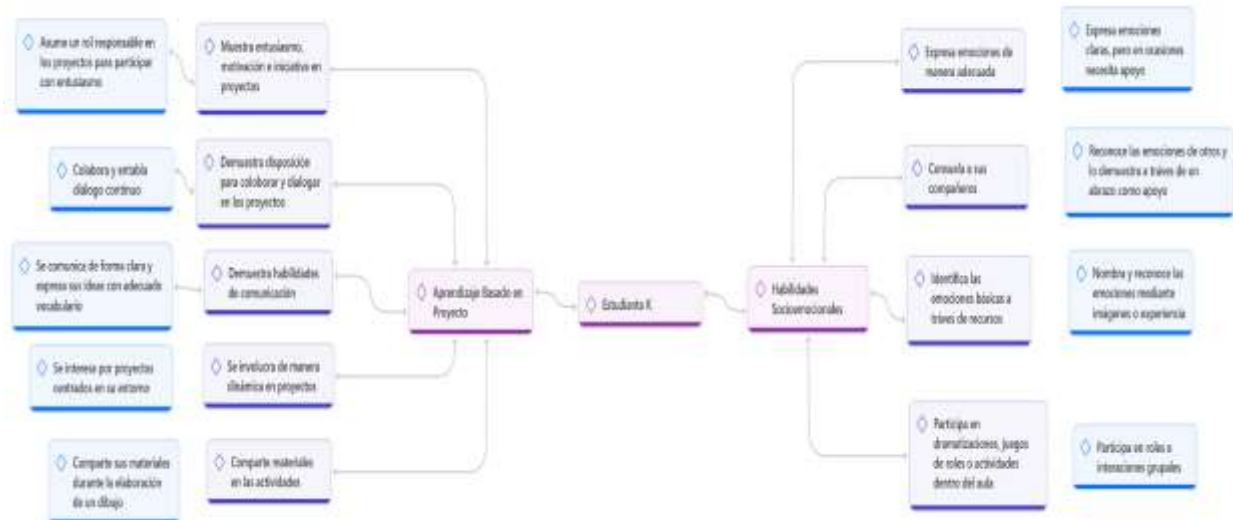 Asume un rol responsable en
los proyectos para participar
con entusiasmo
Muestra entusiasmo,
motivación e iniciativa en
proyectos
Colabora y entabla
diálogo continuo
Demuestra disposición
para colaborar y dialogar
en los proyectos
Se comunica de forma clara y
expresa sus ideas con adecuado
vocabulario
Demuestra habilidades
de comunicación
Se interesa por proyectos
centrados en su entorno
Se involucra de manera
dinámica en proyectos
Comparte sus materiales
durante la elaboración
de un dibujo
Comparte materiales
en las actividades
Aprendizaje Basado en
Proyecto
Estudiante K
Habilidades
Socioemocionales
Expresa emociones de
manera adecuada
Expresa emociones
claras, pero en ocasiones
necesita apoyo
Consuela a sus
compañeros
Reconoce las emociones de otros y
lo demuestra a tráves de un
abrazo como apoyo
Identifica las
emociones básicas a
tráves de recursos
Nombra y reconoce las
emociones mediante
imágenes o experiencia
Participa en
dramatizaciones, juegos
de roles o actividades
dentro del aula
Participa en roles o
interaciones grupales